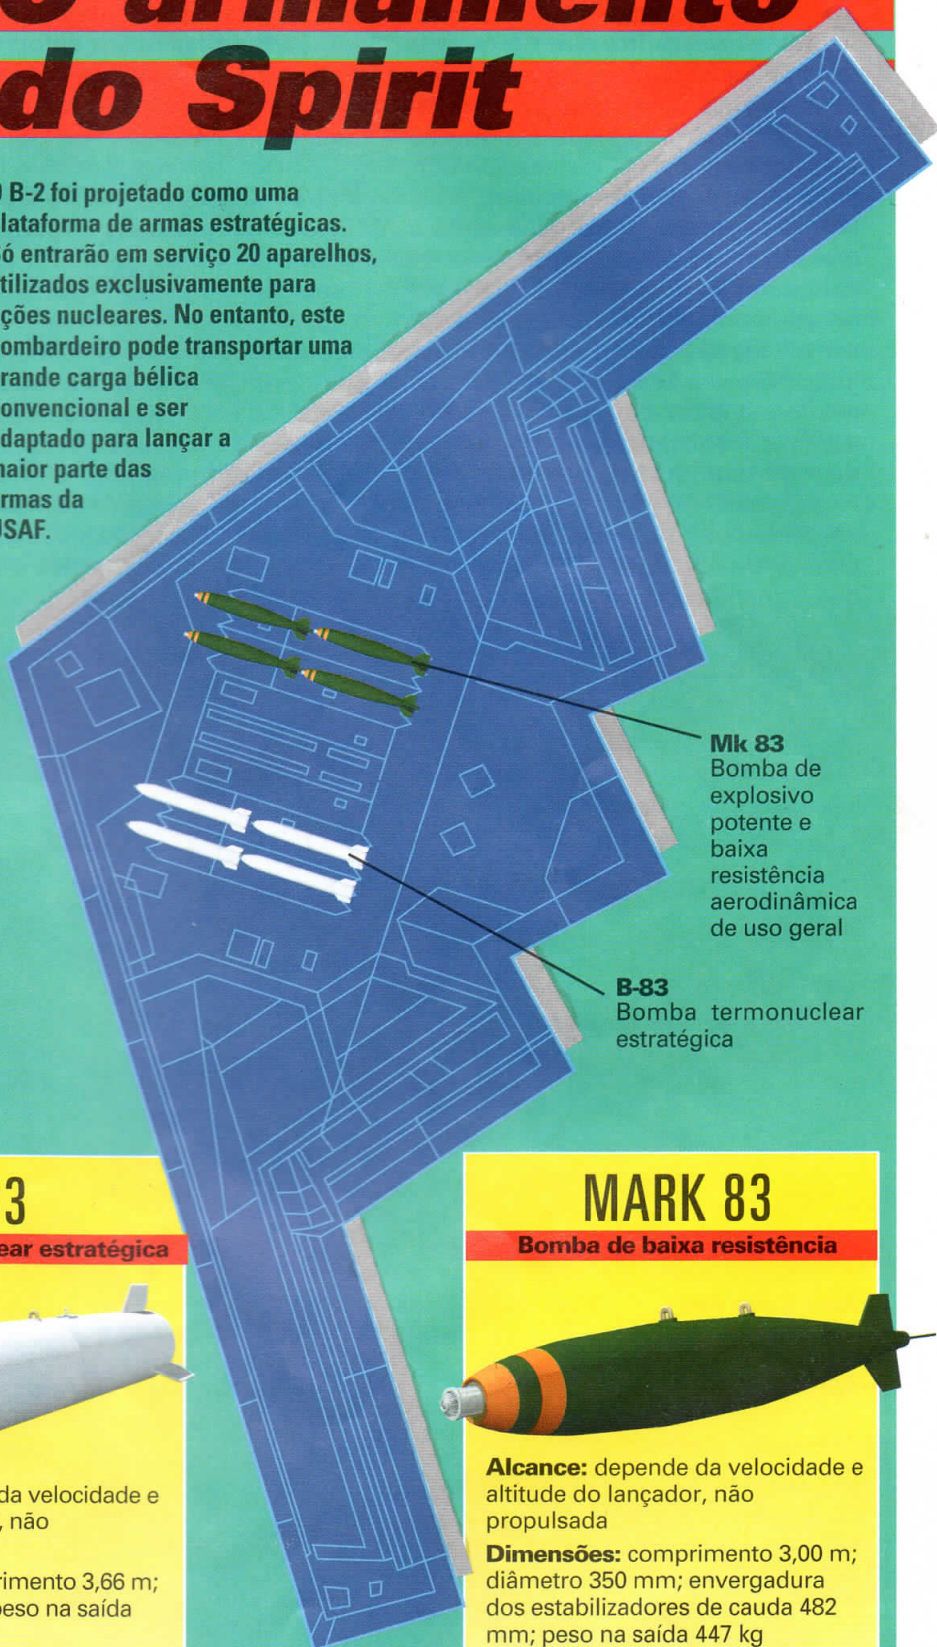 O armamento
do Spirit
O B-2 foi projetado como uma
lataforma de armas estratégicas.
ó entrarão em serviço 20 aparelhos,
tilizados exclusivamente para
ções nucleares. No entanto, este
ombardeiro pode transportar uma
rande carga bélica
onvencional e ser
daptado para lançar a
maior parte das
rmas da
USAF.
Mk 83
Bomba de
explosivo
potente e
baixa
resistência
aerodinâmica
de uso geral
B-83
Bomba termonuclear
estratégica
3
ear estratégica
da velocidade e
, não
rimento 3,66 m;
peso na saída
MARK 83
Bomba de baixa resistência
Alcance: depende da velocidade e
altitude do lançador, não
propulsada
Dimensões: comprimento 3,00 m;
diâmetro 350 mm; envergadura
dos estabilizadores de cauda 482
mm; peso na saída 447 kg